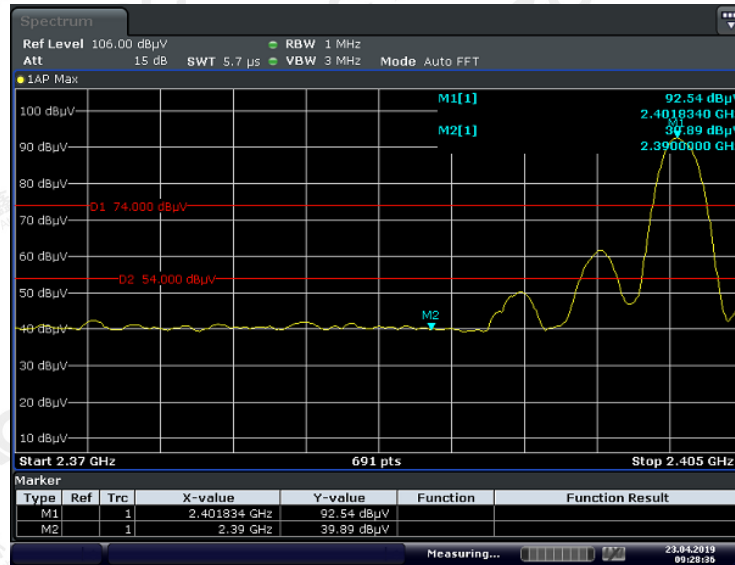 Spectrum
Ref Level 106.00 dBµV RBW 1 MHz
Att 15 dB SWT 5.7 µs VBW 3 MHz Mode Auto FFT
1AP Max
M1[1] 92.54 dBµV
2.4018340 GH
M1
M2[1] 39.89 dBµV
2.3900000 GH
100 dBµV
90 dBµV
80 dBµV
D1 74.000 dBµV
70 dBµV
60 dBµV
D2 54.000 dBµV
50 dBµV
M2
40 dBµV
30 dBµV
20 dBµV
10 dBµV
Start 2.37 GHz 691 pts Stop 2.405 GHz
Marker
Type Ref Trc X-value Y-value Function Function Result
M1 1 2.401834 GHz 92.54 dBµV
M2 1 2.39 GHz 39.89 dBµV
Measuring... 23.04.2019
09:28:36